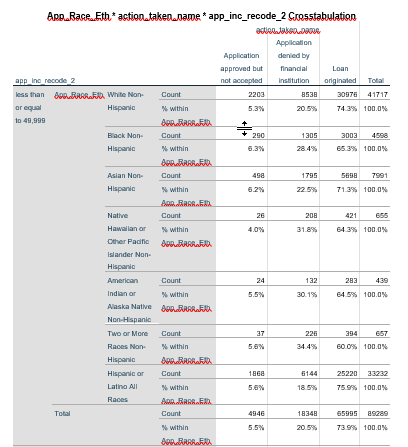 App_Race_Eth * action_taken_name * app_inc_recode_2 Crosstabulation
action_taken_name
Application approved but not accepted
Application denied by financial institution
Loan originated
Total
app_inc_recode_2
less than or equal to 49,999 App_Race_Eth White Non-Hispanic Count 2203 8538 30976 41717
% within App_Race_Eth 5.3% 20.5% 74.3% 100.0%
Black Non-Hispanic Count 290 1305 3003 4598
% within App_Race_Eth 6.3% 28.4% 65.3% 100.0%
Asian Non-Hispanic Count 498 1795 5698 7991
% within App_Race_Eth 6.2% 22.5% 71.3% 100.0%
Native Hawaiian or Other Pacific Islander Non-Hispanic Count 26 208 421 655
% within App_Race_Eth 4.0% 31.8% 64.3% 100.0%
American Indian or Alaska Native Non-Hispanic Count 24 132 283 439
% within App_Race_Eth 5.5% 30.1% 64.5% 100.0%
Two or More Races Non-Hispanic Count 37 226 394 657
% within App_Race_Eth 5.6% 34.4% 60.0% 100.0%
Hispanic or Latino All Races Count 1868 6144 25220 33232
% within App_Race_Eth 5.6% 18.5% 75.9% 100.0%
Total Count 4946 18348 65995 89289
% within App_Race_Eth 5.5% 20.5% 73.9% 100.0%